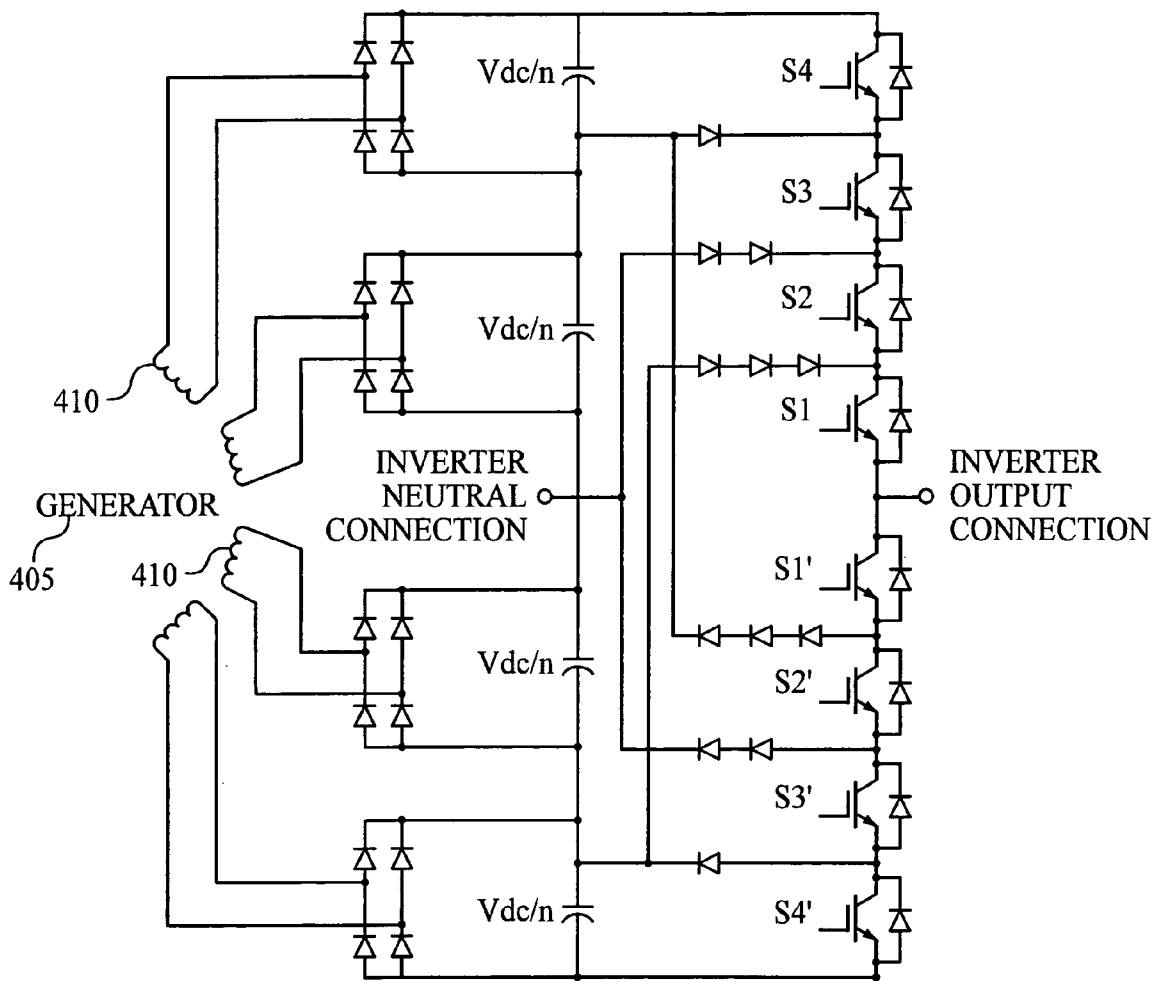 Vdc/n
S4
S3
S2
Vdc/n
410
S1
INVERTER
NEUTRAL
CONNECTION
INVERTER
OUTPUT
CONNECTION
GENERATOR
405
410
S1'
Vdc/n
S2'
S3'
Vdc/n
S4'